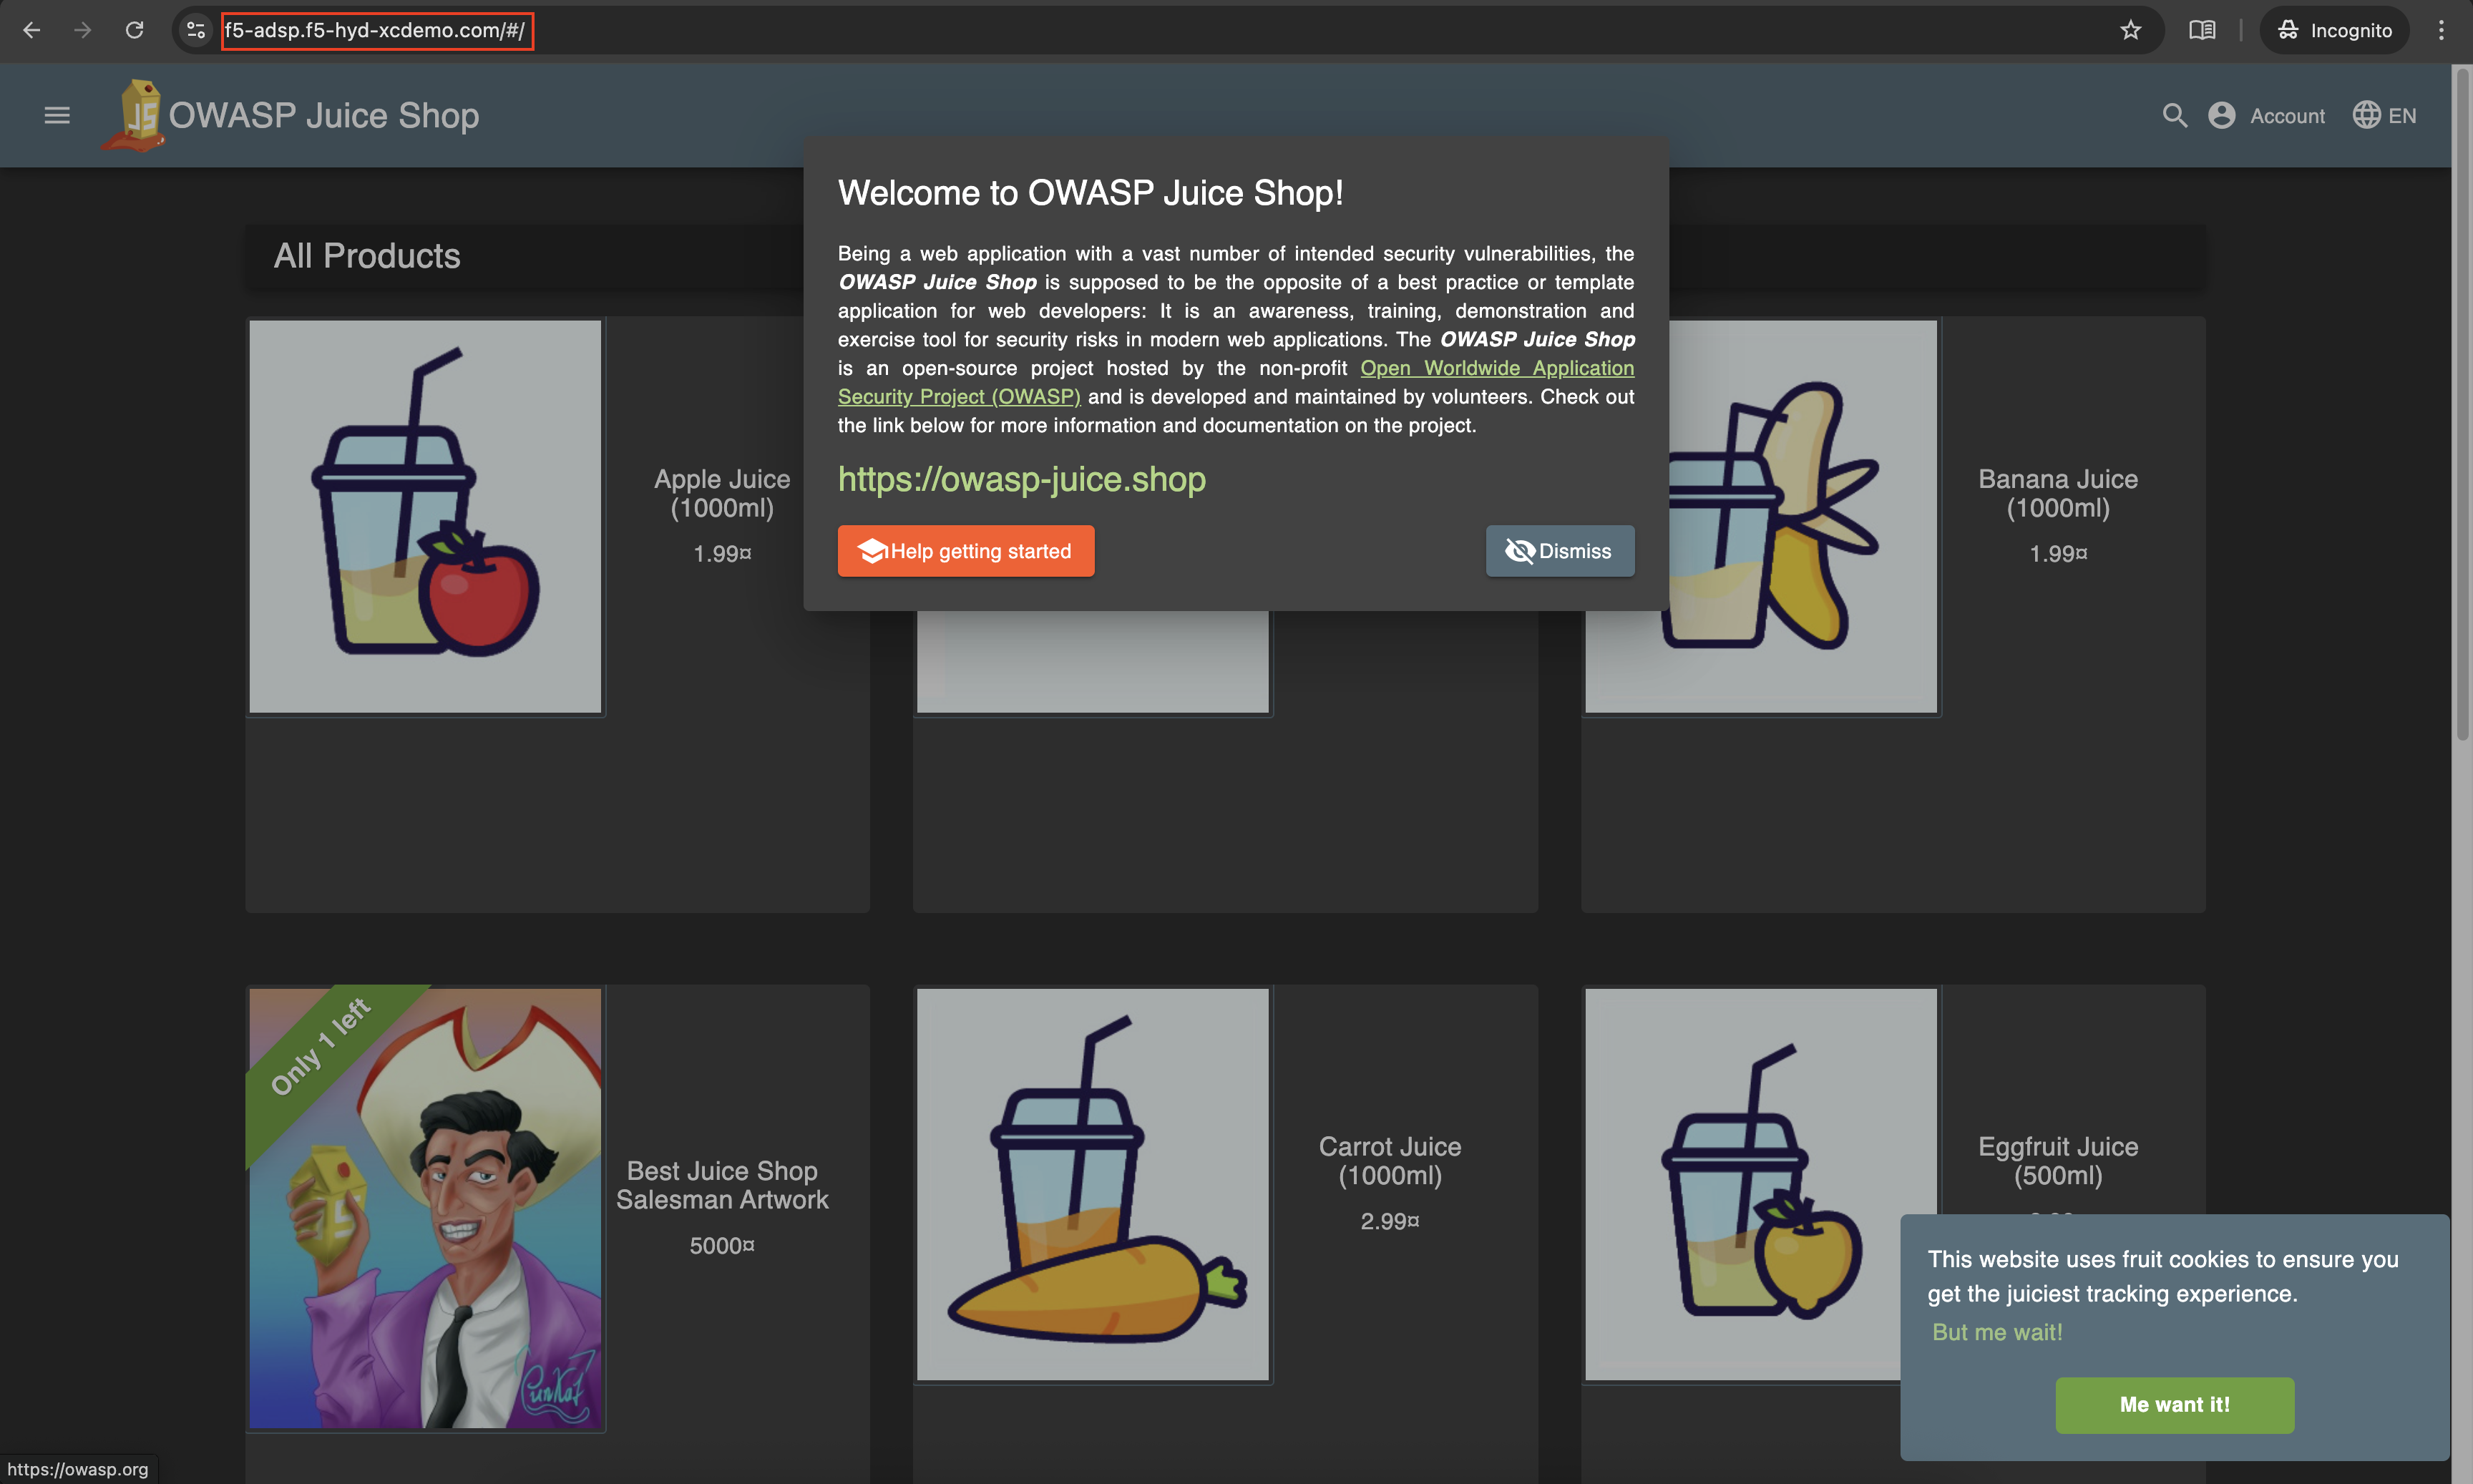 f5-adsp.f5-hyd-xcdemo.com/#/
Incognito
JS
OWASP Juice Shop
Account
EN
Welcome to OWASP Juice Shop!
Being a web application with a vast number of intended security vulnerabilities, the
OWASP Juice Shop is supposed to be the opposite of a best practice or template
application for web developers: It is an awareness, training, demonstration and
exercise tool for security risks in modern web applications. The OWASP Juice Shop
is an open-source project hosted by the non-profit Open Worldwide Application
Security Project (OWASP) and is developed and maintained by volunteers. Check out
the link below for more information and documentation on the project.
https://owasp-juice.shop
Help getting started
Dismiss
All Products
Apple Juice
(1000ml)
1.99¤
Banana Juice
(1000ml)
1.99¤
Only 1 left
Best Juice Shop
Salesman Artwork
5000¤
Carrot Juice
(1000ml)
2.99¤
Eggfruit Juice
(500ml)
This website uses fruit cookies to ensure you
get the juiciest tracking experience.
But me wait!
Me want it!
https://owasp.org